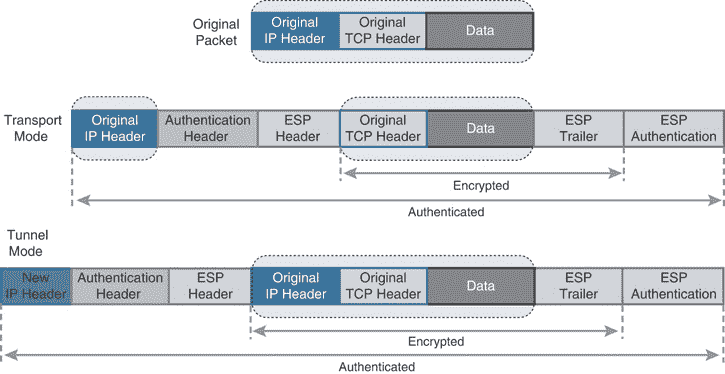 Original
Packet
Original
IP Header
Original
TCP Header
Data
Transport
Mode
Original
IP Header
Authentication
Header
ESP
Header
Original
TCP Header
Data
ESP
Trailer
ESP
Authentication
Encrypted
Authenticated
Tunnel
Mode
New
IP Header
Authentication
Header
ESP
Header
Original
IP Header
Original
TCP Header
Data
ESP
Trailer
ESP
Authentication
Encrypted
Authenticated